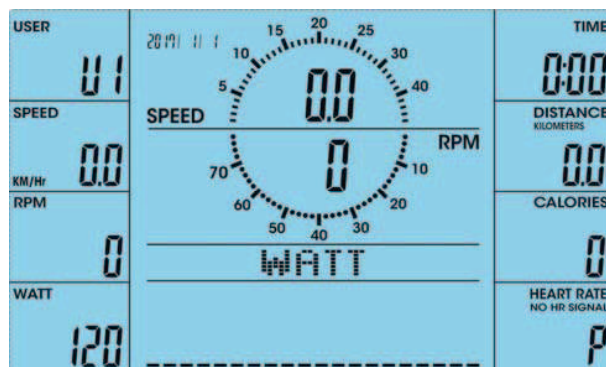 USER
U1
SPEED
KM/Hr 0.0
RPM
0
WATT
120
2017/ 1/ 1
5 10 15 20 25 30 40
0.0
SPEED
RPM
0
70 60 50 40 30 20 10
WATT
TIME
0:00
DISTANCE
KILOMETERS
0.0
CALORIES
0
HEART RATE
NO HR SIGNAL
P